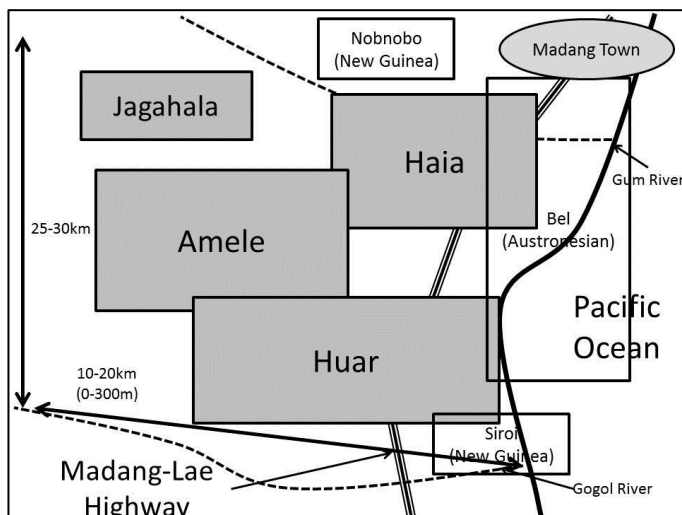 Nobnobo
(New Guinea)
Madang Town
Jagahala
Haia
Gum River
25-30km
Amele
Bel
(Austronesian)
Pacific
Ocean
Huar
10-20km
(0-300m)
Siroi
(New Guinea)
Madang-Lae
Highway
Gogol River